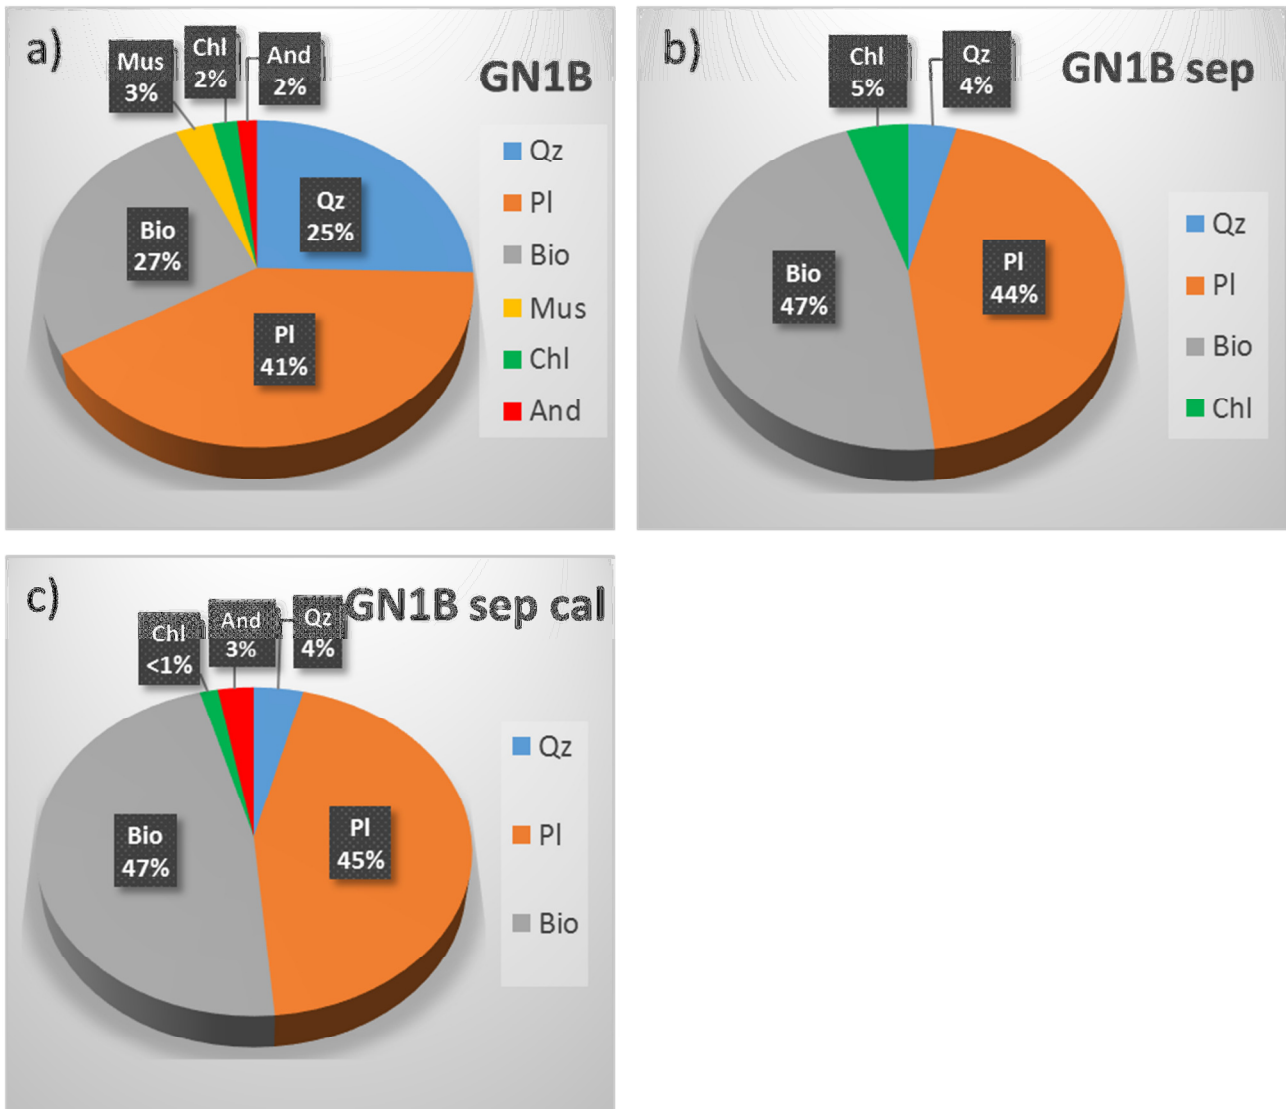 a)
GN1B
Mus
3%
Chl
2%
And
2%
Qz
25%
Bio
27%
Pl
41%
Qz
Pl
Bio
Mus
Chl
And
b)
GN1B sep
Chl
5%
Qz
4%
Pl
44%
Bio
47%
Qz
Pl
Bio
Chl
c)
GN1B sep cal
Chl
<1%
And
3%
Qz
4%
Pl
45%
Bio
47%
Qz
Pl
Bio